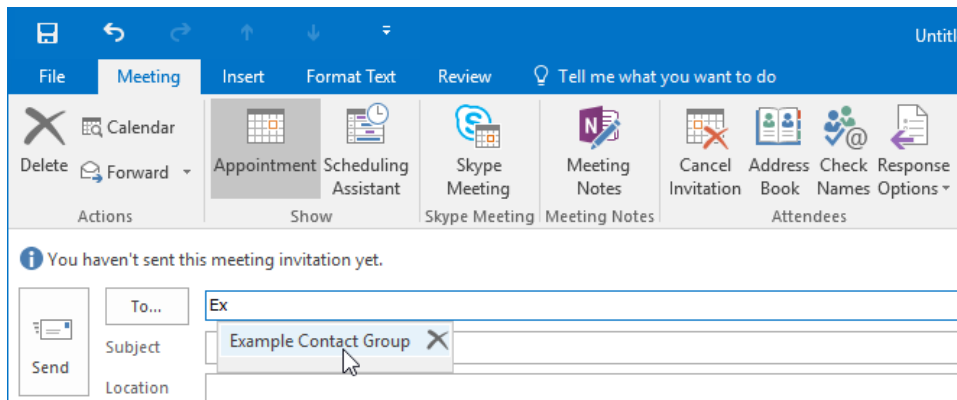 Untitl
File Meeting Insert Format Text Review Tell me what you want to do
Delete
Calendar
Forward
Appointment
Scheduling
Assistant
Skype
Meeting
Meeting
Notes
Cancel
Invitation
Address
Book
Check
Names
Response
Options
Actions Show Skype Meeting Meeting Notes Attendees
You haven't sent this meeting invitation yet.
Send
To... Ex
Example Contact Group
Subject
Location